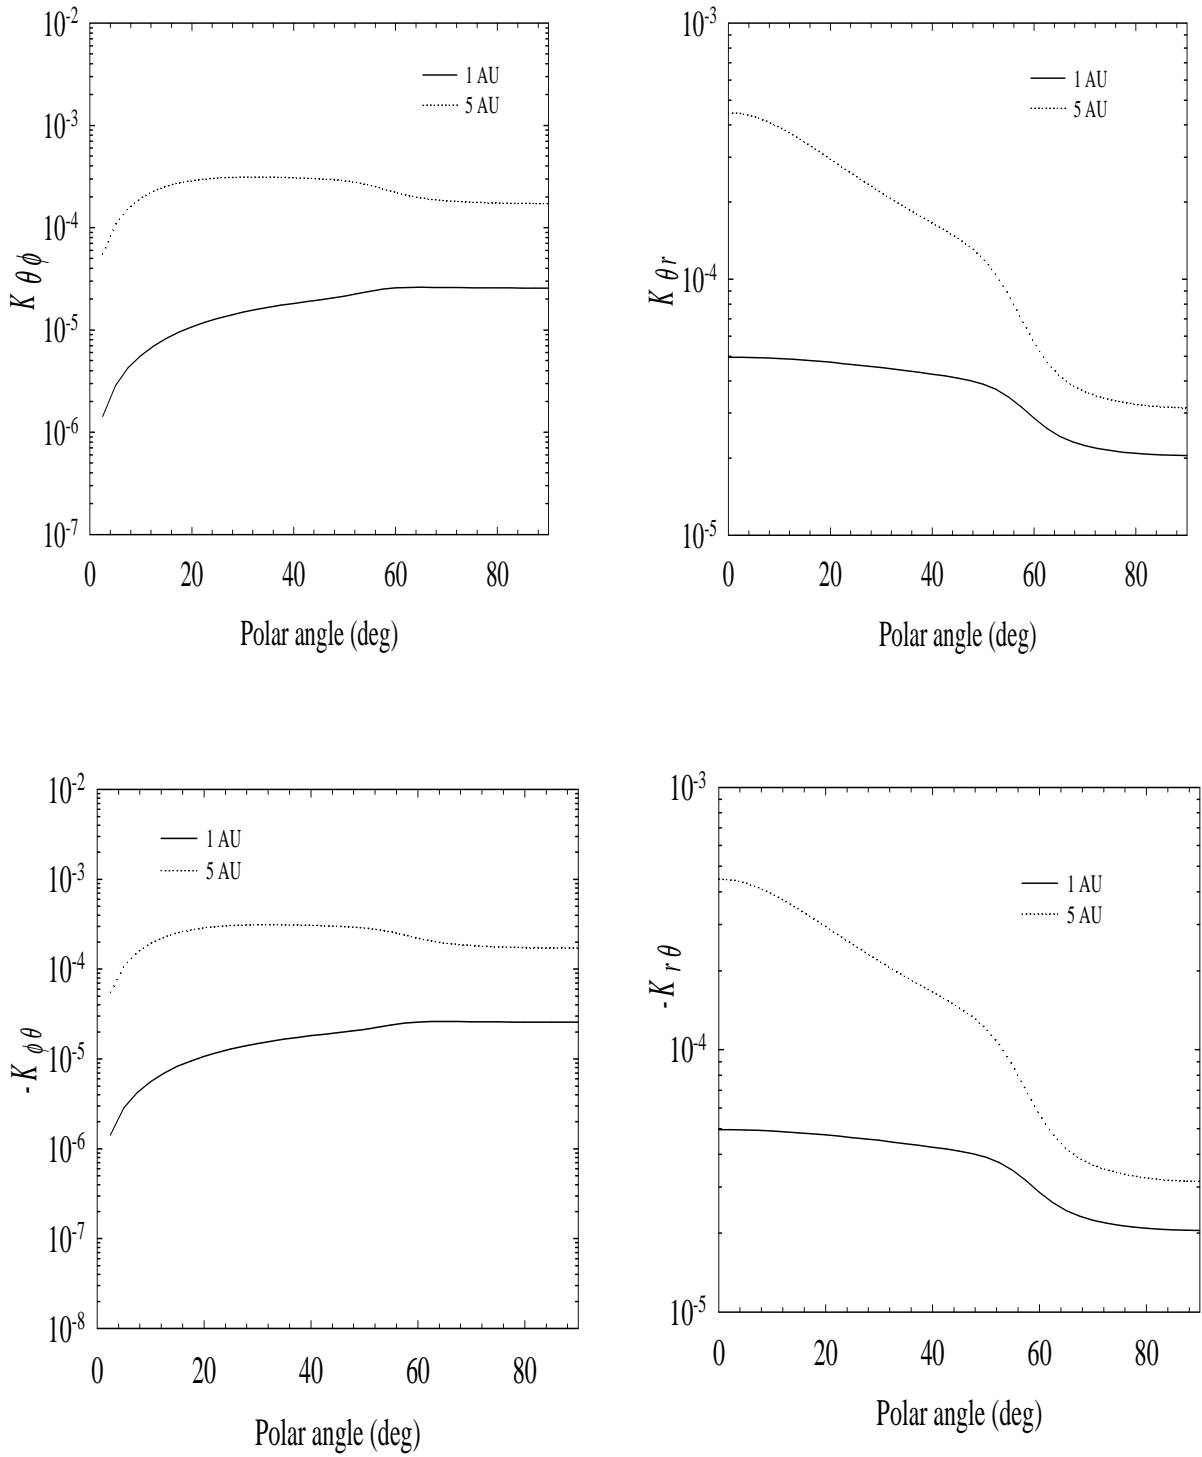 10⁻²
10⁻³
10⁻⁴
10⁻⁵
10⁻⁶
10⁻⁷
K θ ϕ
1 AU
5 AU
0 20 40 60 80
Polar angle (deg)
10⁻³
10⁻⁴
10⁻⁵
K θ r
1 AU
5 AU
0 20 40 60 80
Polar angle (deg)
10⁻²
10⁻³
10⁻⁴
10⁻⁵
10⁻⁶
10⁻⁷
10⁻⁸
- K ϕ θ
1 AU
5 AU
0 20 40 60 80
Polar angle (deg)
10⁻³
10⁻⁴
10⁻⁵
- K r θ
1 AU
5 AU
0 20 40 60 80
Polar angle (deg)